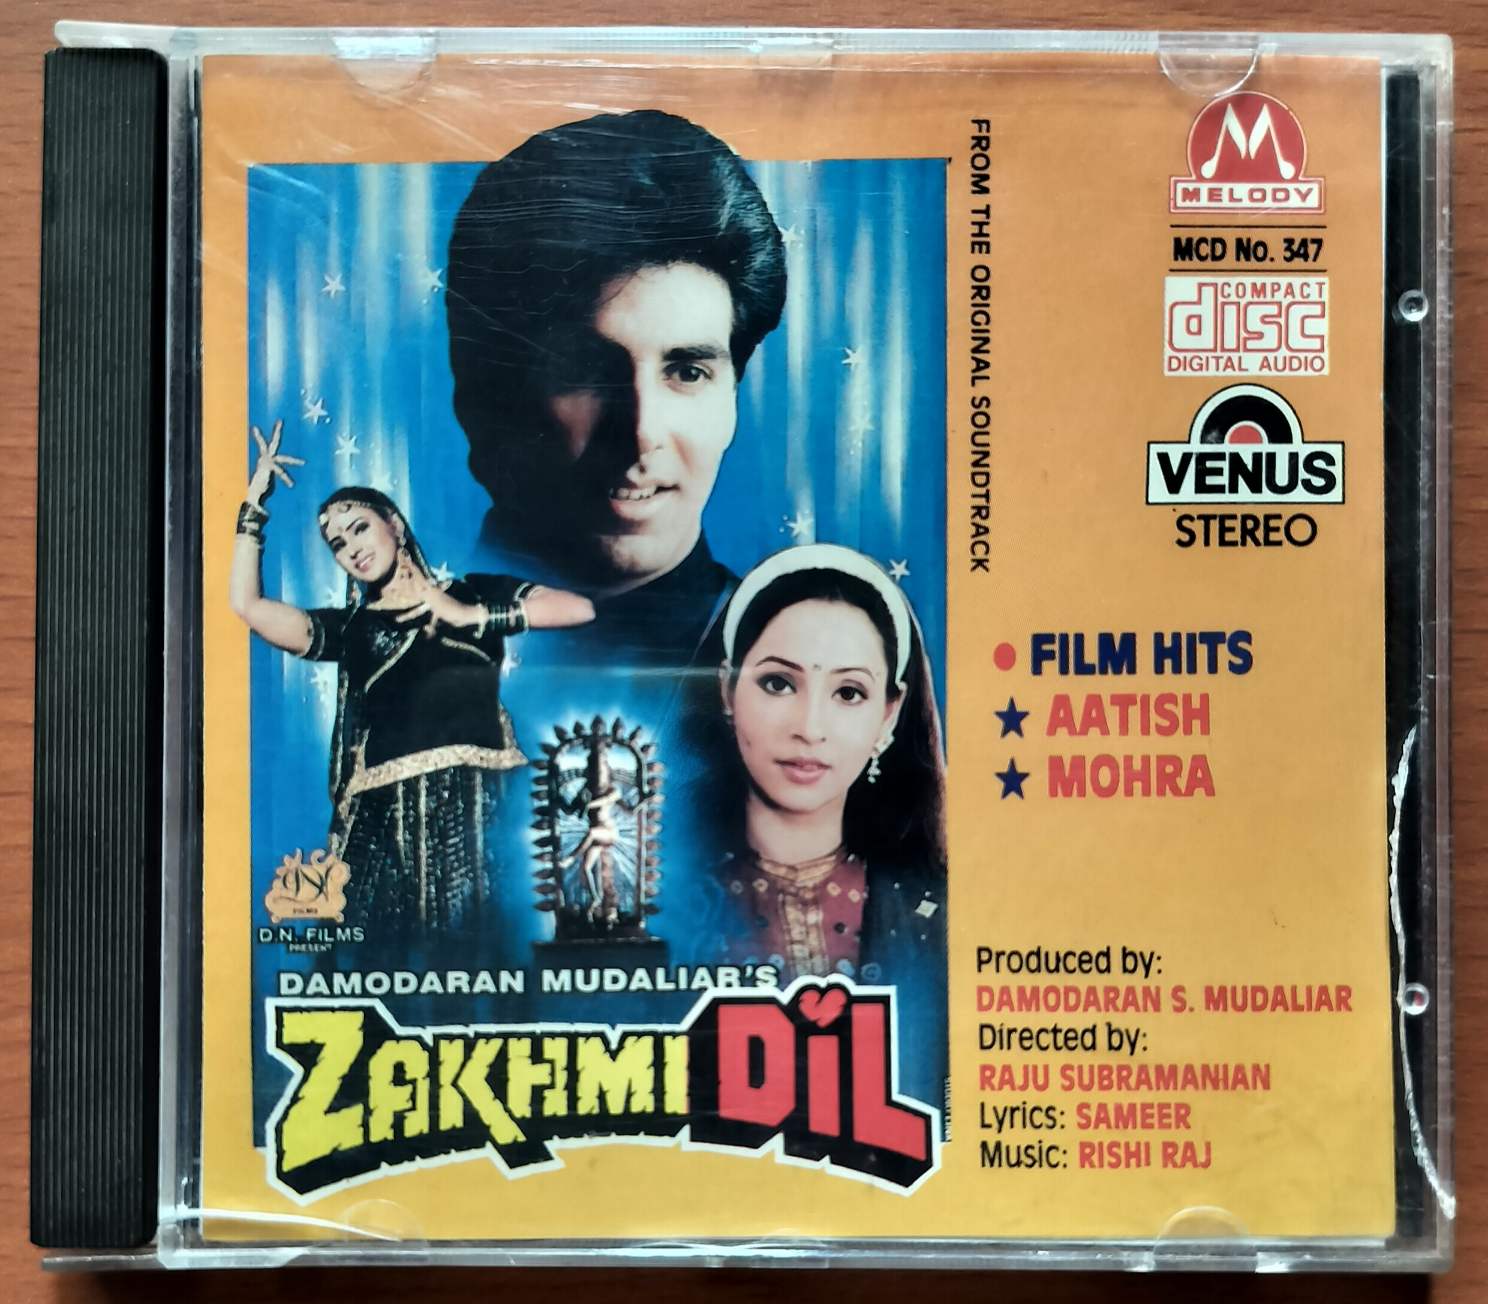 FROM THE ORIGINAL SOUNDTRACK
MELODY
MCD No. 347
COMPACT
disc
DIGITAL AUDIO
VENUS
STEREO
FILM HITS
AATISH
MOHRA
D.N. FILMS
PRESENT
DAMODARAN MUDALIAR'S
ZAKHMI DiL
Produced by:
DAMODARAN S. MUDALIAR
Directed by:
RAJU SUBRAMANIAN
Lyrics: SAMEER
Music: RISHI RAJ